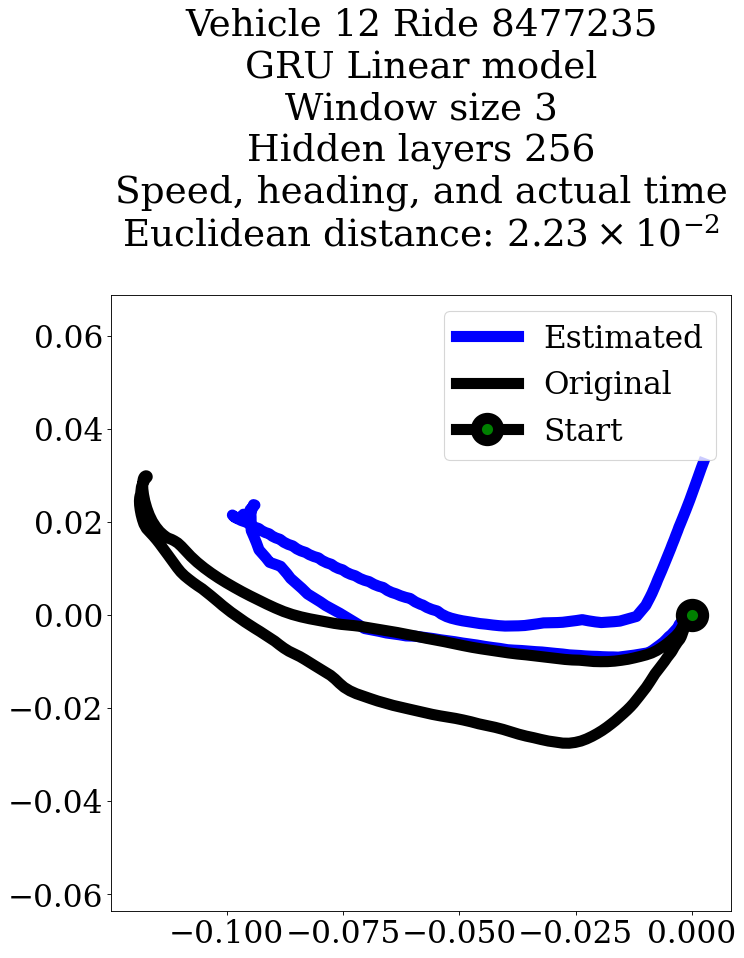 Vehicle 12 Ride 8477235
GRU Linear model
Window size 3
Hidden layers 256
Speed, heading, and actual time
Euclidean distance: 2.23 × 10⁻²
Estimated
Original
Start
0.06
0.04
0.02
0.00
−0.02
−0.04
−0.06
−0.100 −0.075 −0.050 −0.025 0.000